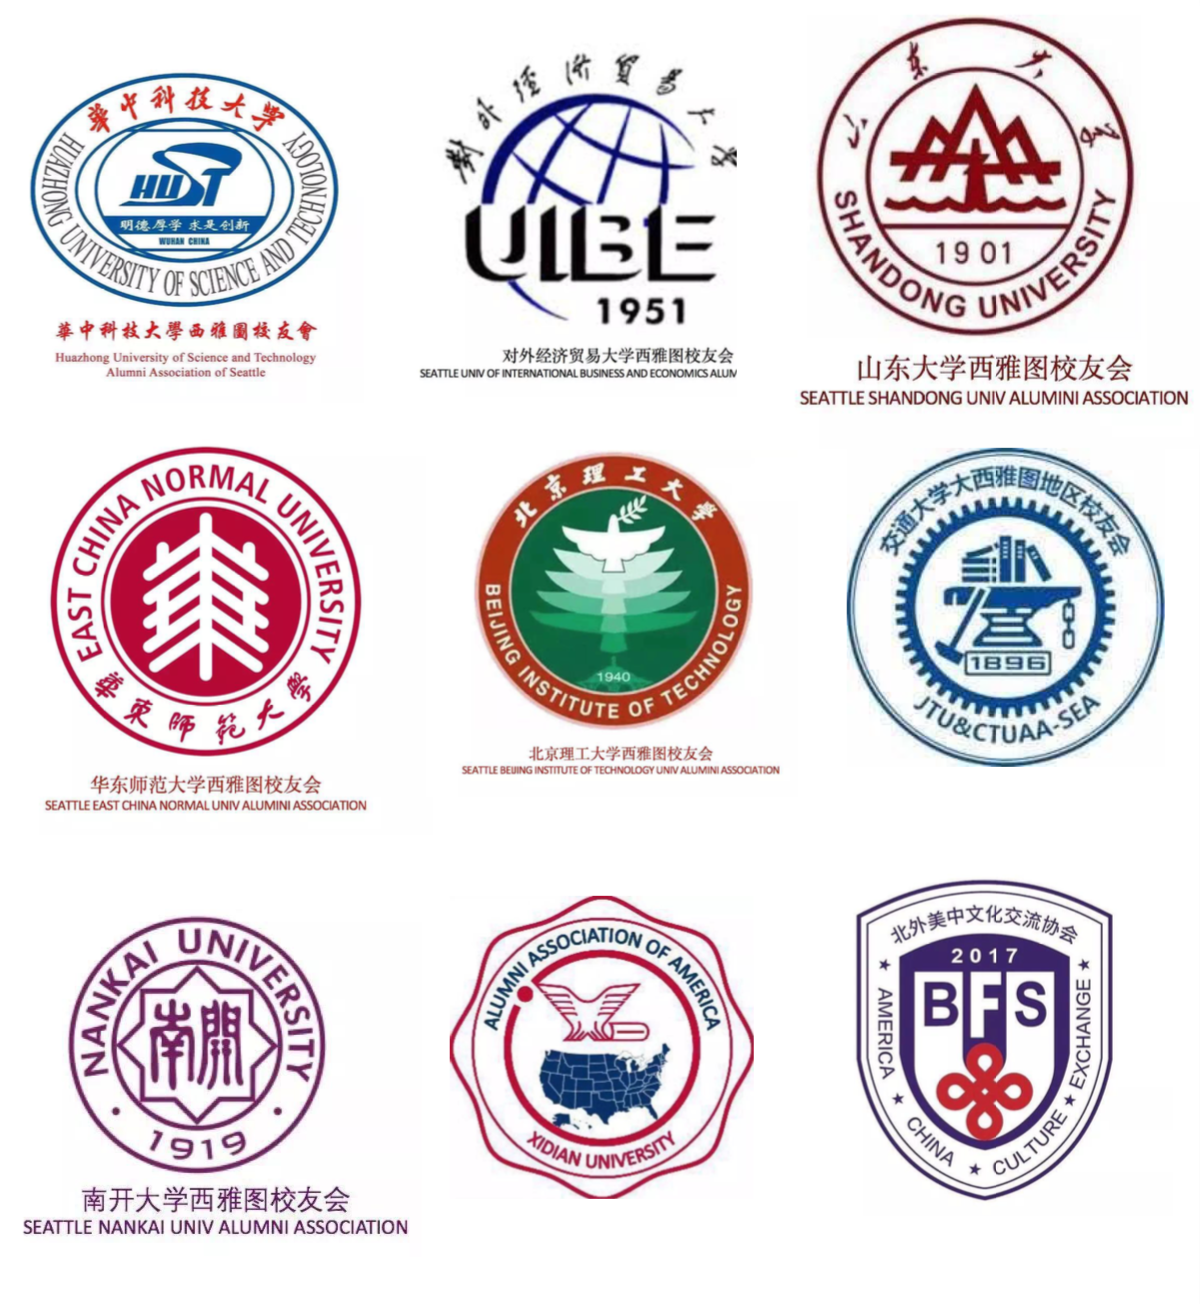 華中科技大學
HUAZHONG UNIVERSITY OF SCIENCE AND TECHNOLOGY
HUST
明德厚学 求是创新
WUHAN CHINA
華中科技大學西雅圖校友會
Huazhong University of Science and Technology
Alumni Association of Seattle
對外经济貿易大学
UIBE
1951
对外经济贸易大学西雅图校友会
SEATTLE UNIV OF INTERNATIONAL BUSINESS AND ECONOMICS ALUM
山东大学
1901
SHANDONG UNIVERSITY
山东大学西雅图校友会
SEATTLE SHANDONG UNIV ALUMINI ASSOCIATION
EAST CHINA NORMAL UNIVERSITY
華東師範大學
华东师范大学西雅图校友会
SEATTLE EAST CHINA NORMAL UNIV ALUMINI ASSOCIATION
北京理工大学
1940
BEIJING INSTITUTE OF TECHNOLOGY
北京理工大学西雅图校友会
SEATTLE BEIJING INSTITUTE OF TECHNOLOGY UNIV ALUMINI ASSOCIATION
交通大学大西雅图地区校友会
1896
JTU&CTUAA-SEA
NANKAI UNIVERSITY
南開
1919
南开大学西雅图校友会
SEATTLE NANKAI UNIV ALUMNI ASSOCIATION
ALUMNI ASSOCIATION OF AMERICA
XIDIAN UNIVERSITY
北外美中文化交流协会
2017
BFS
AMERICA ★ CHINA ★ CULTURE ★ EXCHANGE